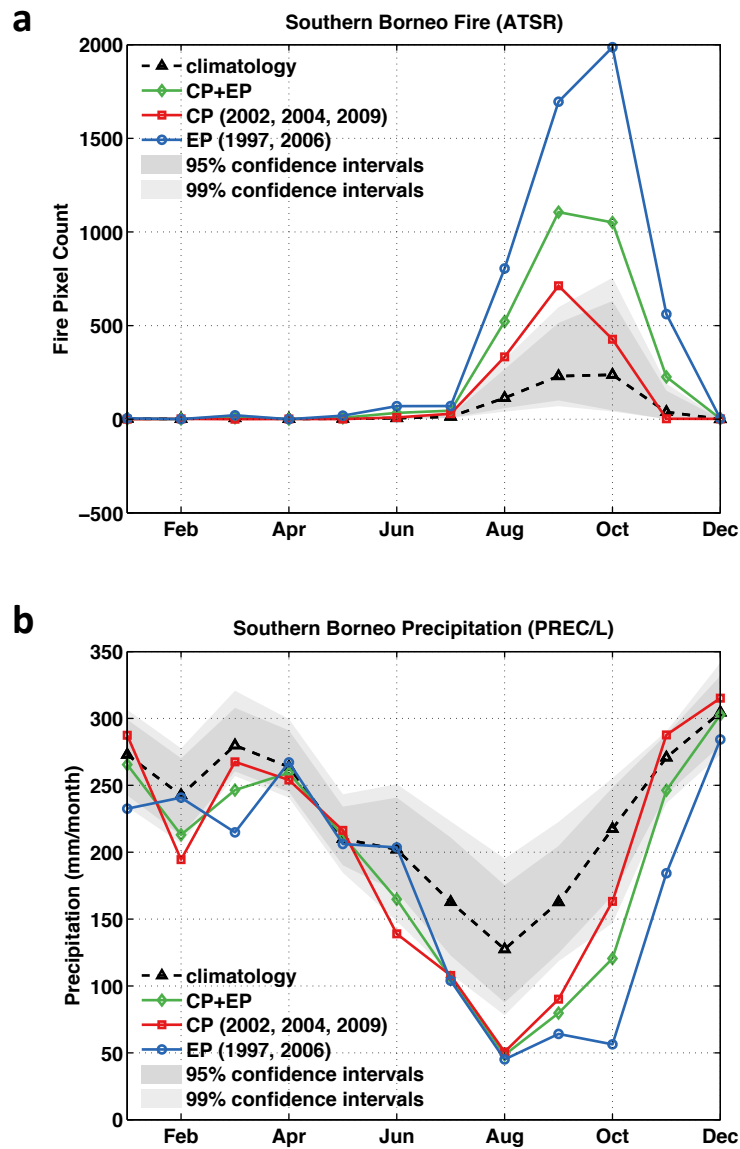 a
Southern Borneo Fire (ATSR)
2000
1500
1000
500
0
−500
Fire Pixel Count
climatology
CP+EP
CP (2002, 2004, 2009)
EP (1997, 2006)
95% confidence intervals
99% confidence intervals
Feb Apr Jun Aug Oct Dec
b
Southern Borneo Precipitation (PREC/L)
350
300
250
200
150
100
50
0
Precipitation (mm/month)
climatology
CP+EP
CP (2002, 2004, 2009)
EP (1997, 2006)
95% confidence intervals
99% confidence intervals
Feb Apr Jun Aug Oct Dec